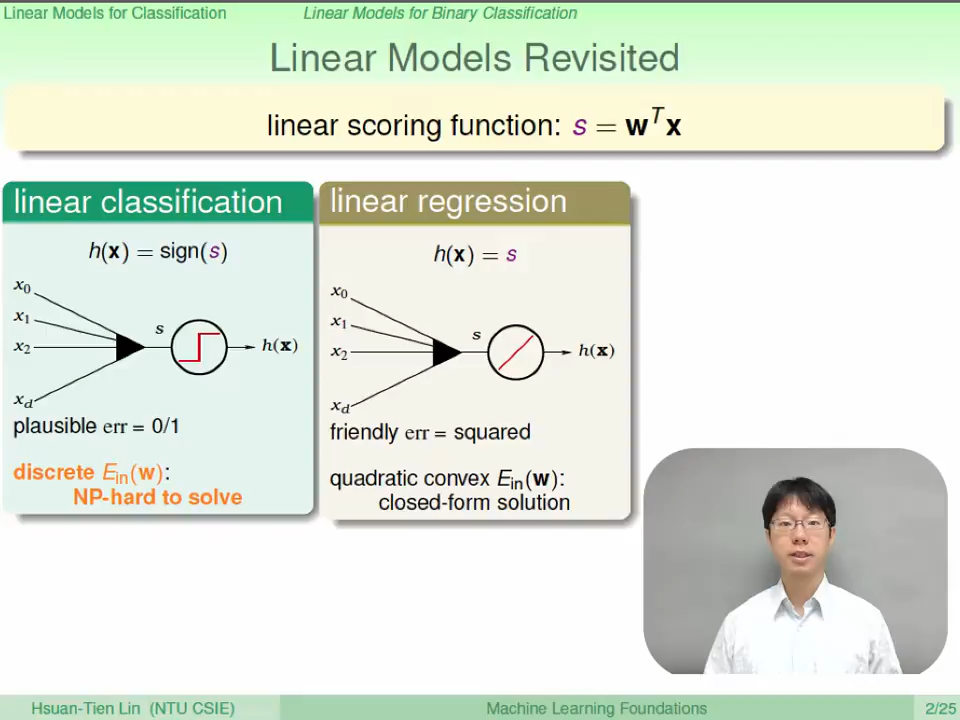 Linear Models for Classification
Linear Models for Binary Classification
Linear Models Revisited
linear scoring function: s = w^T x
linear classification
h(x) = sign(s)
x₀
x₁
x₂
x_d
s
h(x)
plausible err = 0/1
discrete E_in(w):
NP-hard to solve
linear regression
h(x) = s
x₀
x₁
x₂
x_d
s
h(x)
friendly err = squared
quadratic convex E_in(w):
closed-form solution
Hsuan-Tien Lin (NTU CSIE)
Machine Learning Foundations
2/25